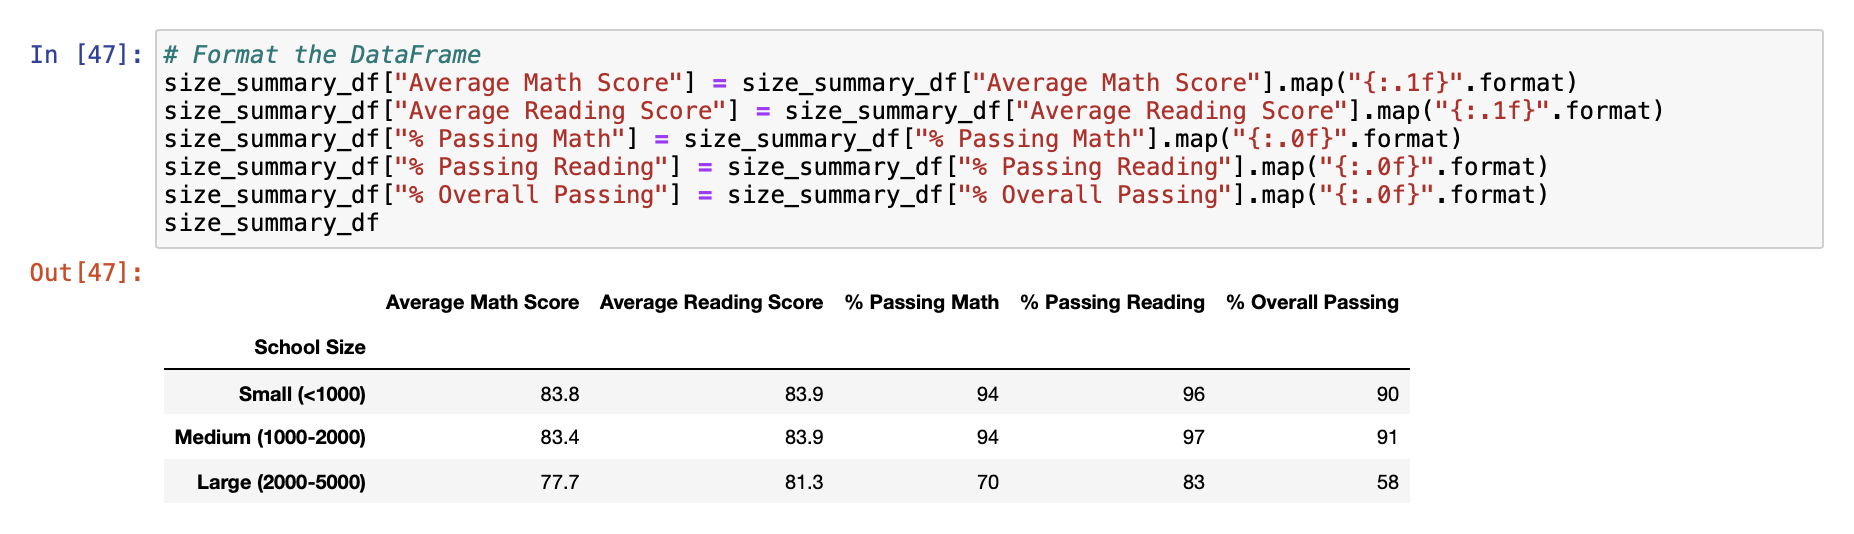 In [47]: # Format the DataFrame
size_summary_df["Average Math Score"] = size_summary_df["Average Math Score"].map("{:.1f}".format)
size_summary_df["Average Reading Score"] = size_summary_df["Average Reading Score"].map("{:.1f}".format)
size_summary_df["% Passing Math"] = size_summary_df["% Passing Math"].map("{:.0f}".format)
size_summary_df["% Passing Reading"] = size_summary_df["% Passing Reading"].map("{:.0f}".format)
size_summary_df["% Overall Passing"] = size_summary_df["% Overall Passing"].map("{:.0f}".format)
size_summary_df
Out[47]:
Average Math Score Average Reading Score % Passing Math % Passing Reading % Overall Passing
School Size
Small (<1000) 83.8 83.9 94 96 90
Medium (1000-2000) 83.4 83.9 94 97 91
Large (2000-5000) 77.7 81.3 70 83 58